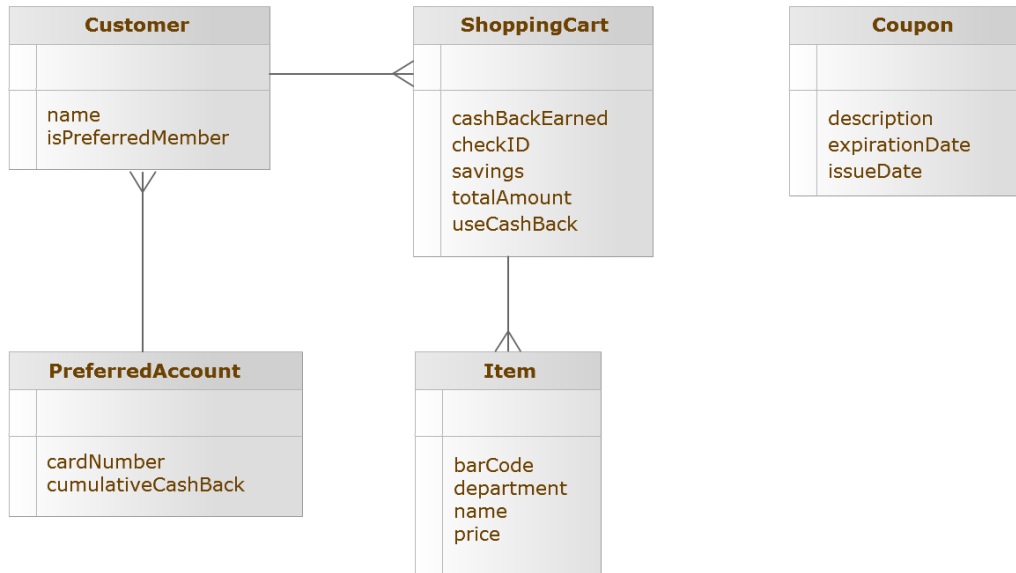 Customer
name
isPreferredMember
ShoppingCart
cashBackEarned
checkID
savings
totalAmount
useCashBack
Coupon
description
expirationDate
issueDate
PreferredAccount
cardNumber
cumulativeCashBack
Item
barCode
department
name
price